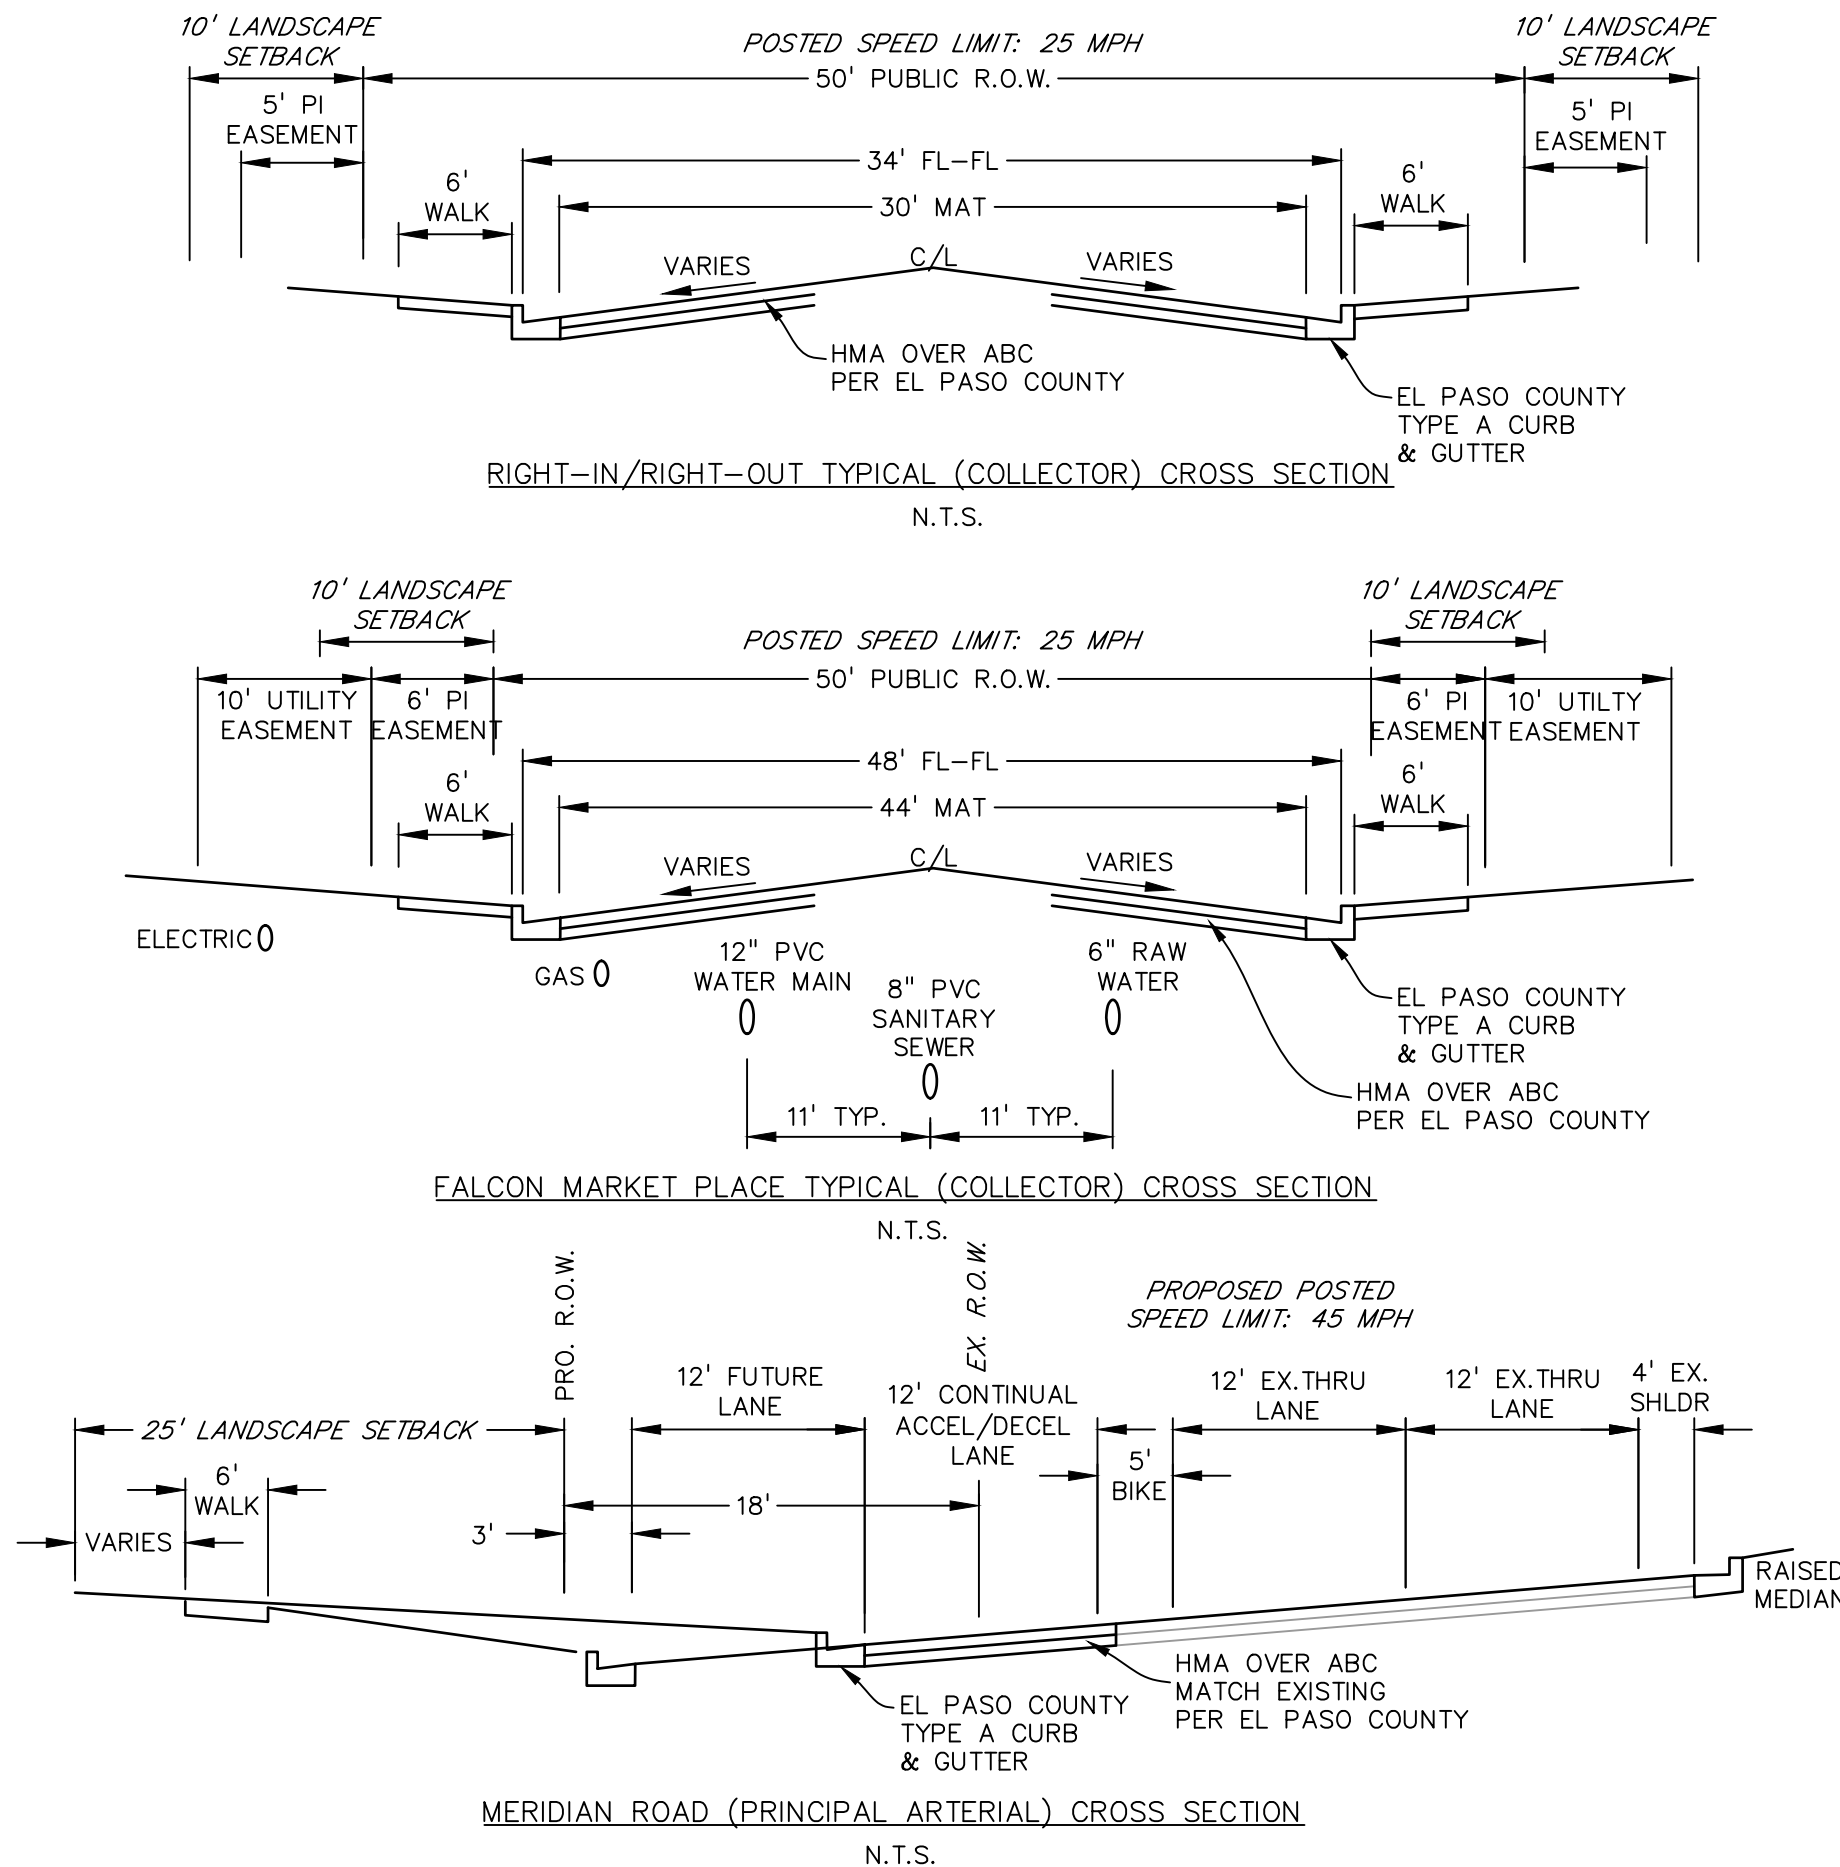 10' LANDSCAPE
SETBACK
POSTED SPEED LIMIT: 25 MPH
10' LANDSCAPE
SETBACK
50' PUBLIC R.O.W.
5' PI
EASEMENT
5' PI
EASEMENT
34' FL-FL
6'
WALK
6'
WALK
30' MAT
VARIES
C/L
VARIES
HMA OVER ABC
PER EL PASO COUNTY
EL PASO COUNTY
TYPE A CURB
& GUTTER
RIGHT-IN/RIGHT-OUT TYPICAL (COLLECTOR) CROSS SECTION
N.T.S.
10' LANDSCAPE
SETBACK
10' LANDSCAPE
SETBACK
POSTED SPEED LIMIT: 25 MPH
50' PUBLIC R.O.W.
10' UTILITY
EASEMENT
6' PI
EASEMENT
6' PI
EASEMENT
10' UTILTY
EASEMENT
48' FL-FL
6'
WALK
6'
WALK
44' MAT
VARIES
C/L
VARIES
ELECTRIC
GAS
12" PVC
WATER MAIN
8" PVC
SANITARY
SEWER
6" RAW
WATER
EL PASO COUNTY
TYPE A CURB
& GUTTER
HMA OVER ABC
PER EL PASO COUNTY
11' TYP.
11' TYP.
FALCON MARKET PLACE TYPICAL (COLLECTOR) CROSS SECTION
N.T.S.
PRO. R.O.W.
EX. R.O.W.
PROPOSED POSTED
SPEED LIMIT: 45 MPH
25' LANDSCAPE SETBACK
12' FUTURE
LANE
12' CONTINUAL
ACCEL/DECEL
LANE
12' EX.THRU
LANE
12' EX.THRU
LANE
4' EX.
SHLDR
6'
WALK
5'
BIKE
18'
3'
VARIES
RAISED
MEDIAN
HMA OVER ABC
MATCH EXISTING
PER EL PASO COUNTY
EL PASO COUNTY
TYPE A CURB
& GUTTER
MERIDIAN ROAD (PRINCIPAL ARTERIAL) CROSS SECTION
N.T.S.